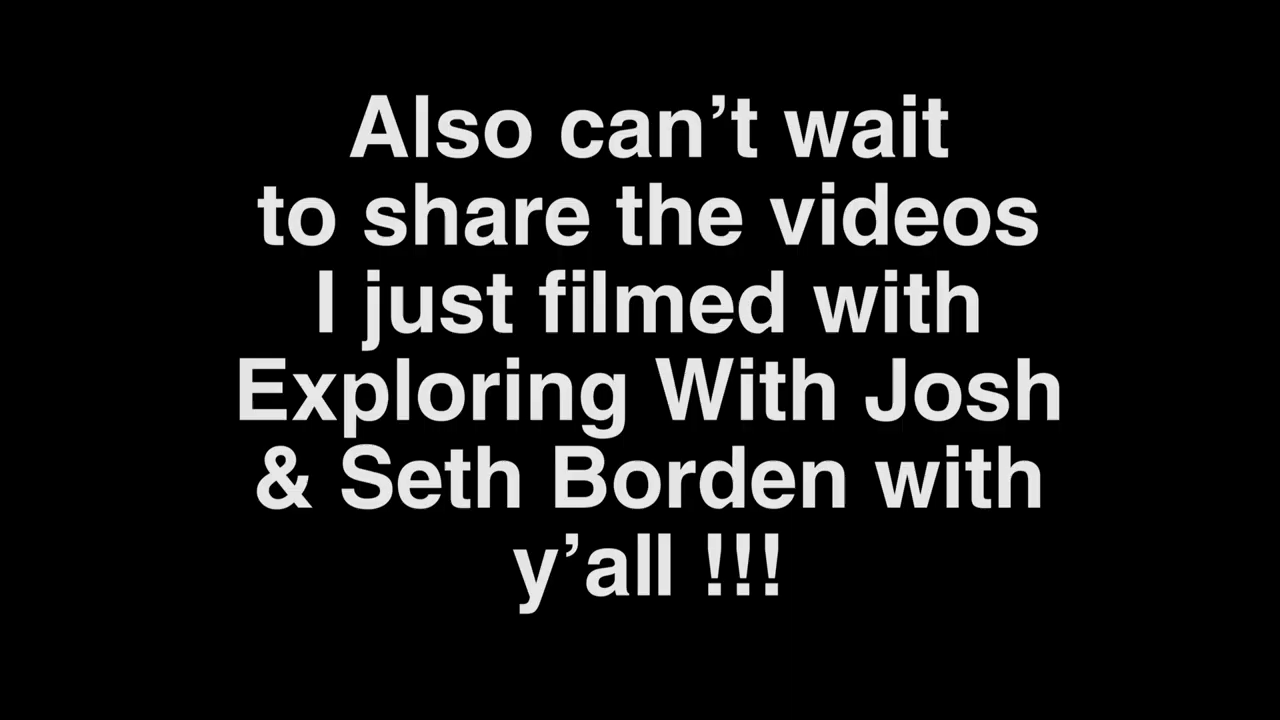 Also can’t wait
to share the videos
I just filmed with
Exploring With Josh
& Seth Borden with
y’all !!!